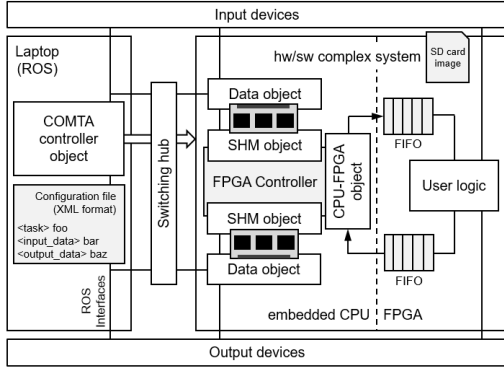 Input devices
Laptop
(ROS)
COMTA
controller
object
Configuration file
(XML format)
<task> foo
<input_data> bar
<output_data> baz
ROS
Interfaces
Switching hub
hw/sw complex system
SD card
image
Data object
SHM object
FPGA Controller
SHM object
Data object
CPU-FPGA
object
FIFO
User logic
FIFO
embedded CPU
FPGA
Output devices